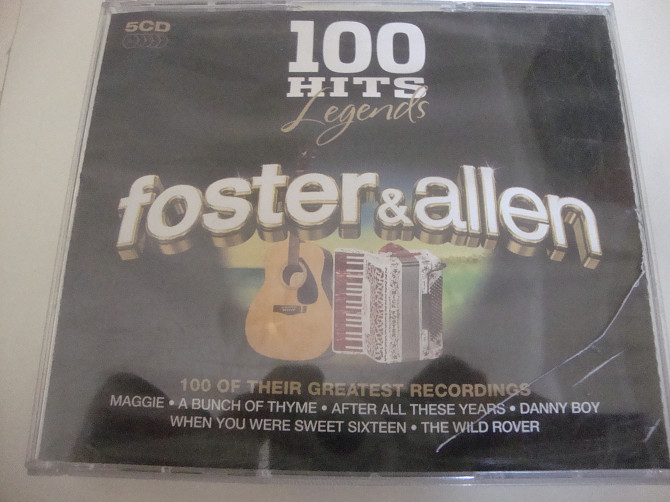 5CD
100
HITS
Legends
foster & allen
100 OF THEIR GREATEST RECORDINGS
MAGGIE • A BUNCH OF THYME • AFTER ALL THESE YEARS • DANNY BOY
WHEN YOU WERE SWEET SIXTEEN • THE WILD ROVER